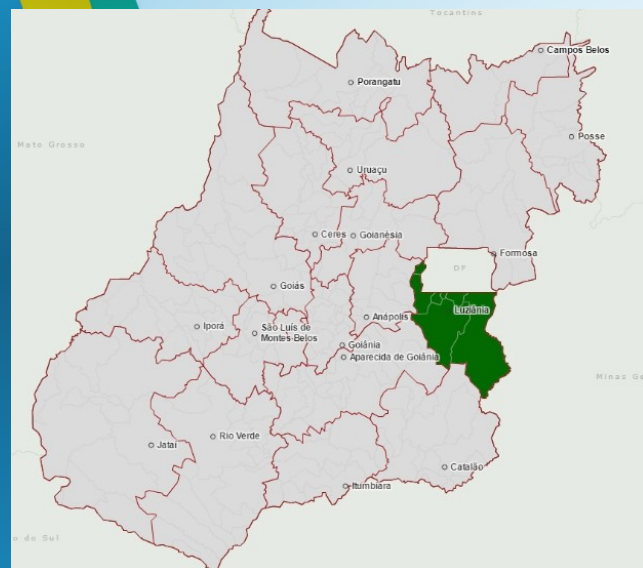 Tocantins
Campos Belos
Porangatu
Posse
Mato Grosso
Uruaçu
Ceres
Goianésia
Formosa
DF
Goiás
Luziânia
Anápolis
Iporá
São Luís de
Montes Belos
Goiânia
Aparecida de Goiânia
Minas Ge
Rio Verde
Jataí
Catalão
Itumbiara
o do Sul